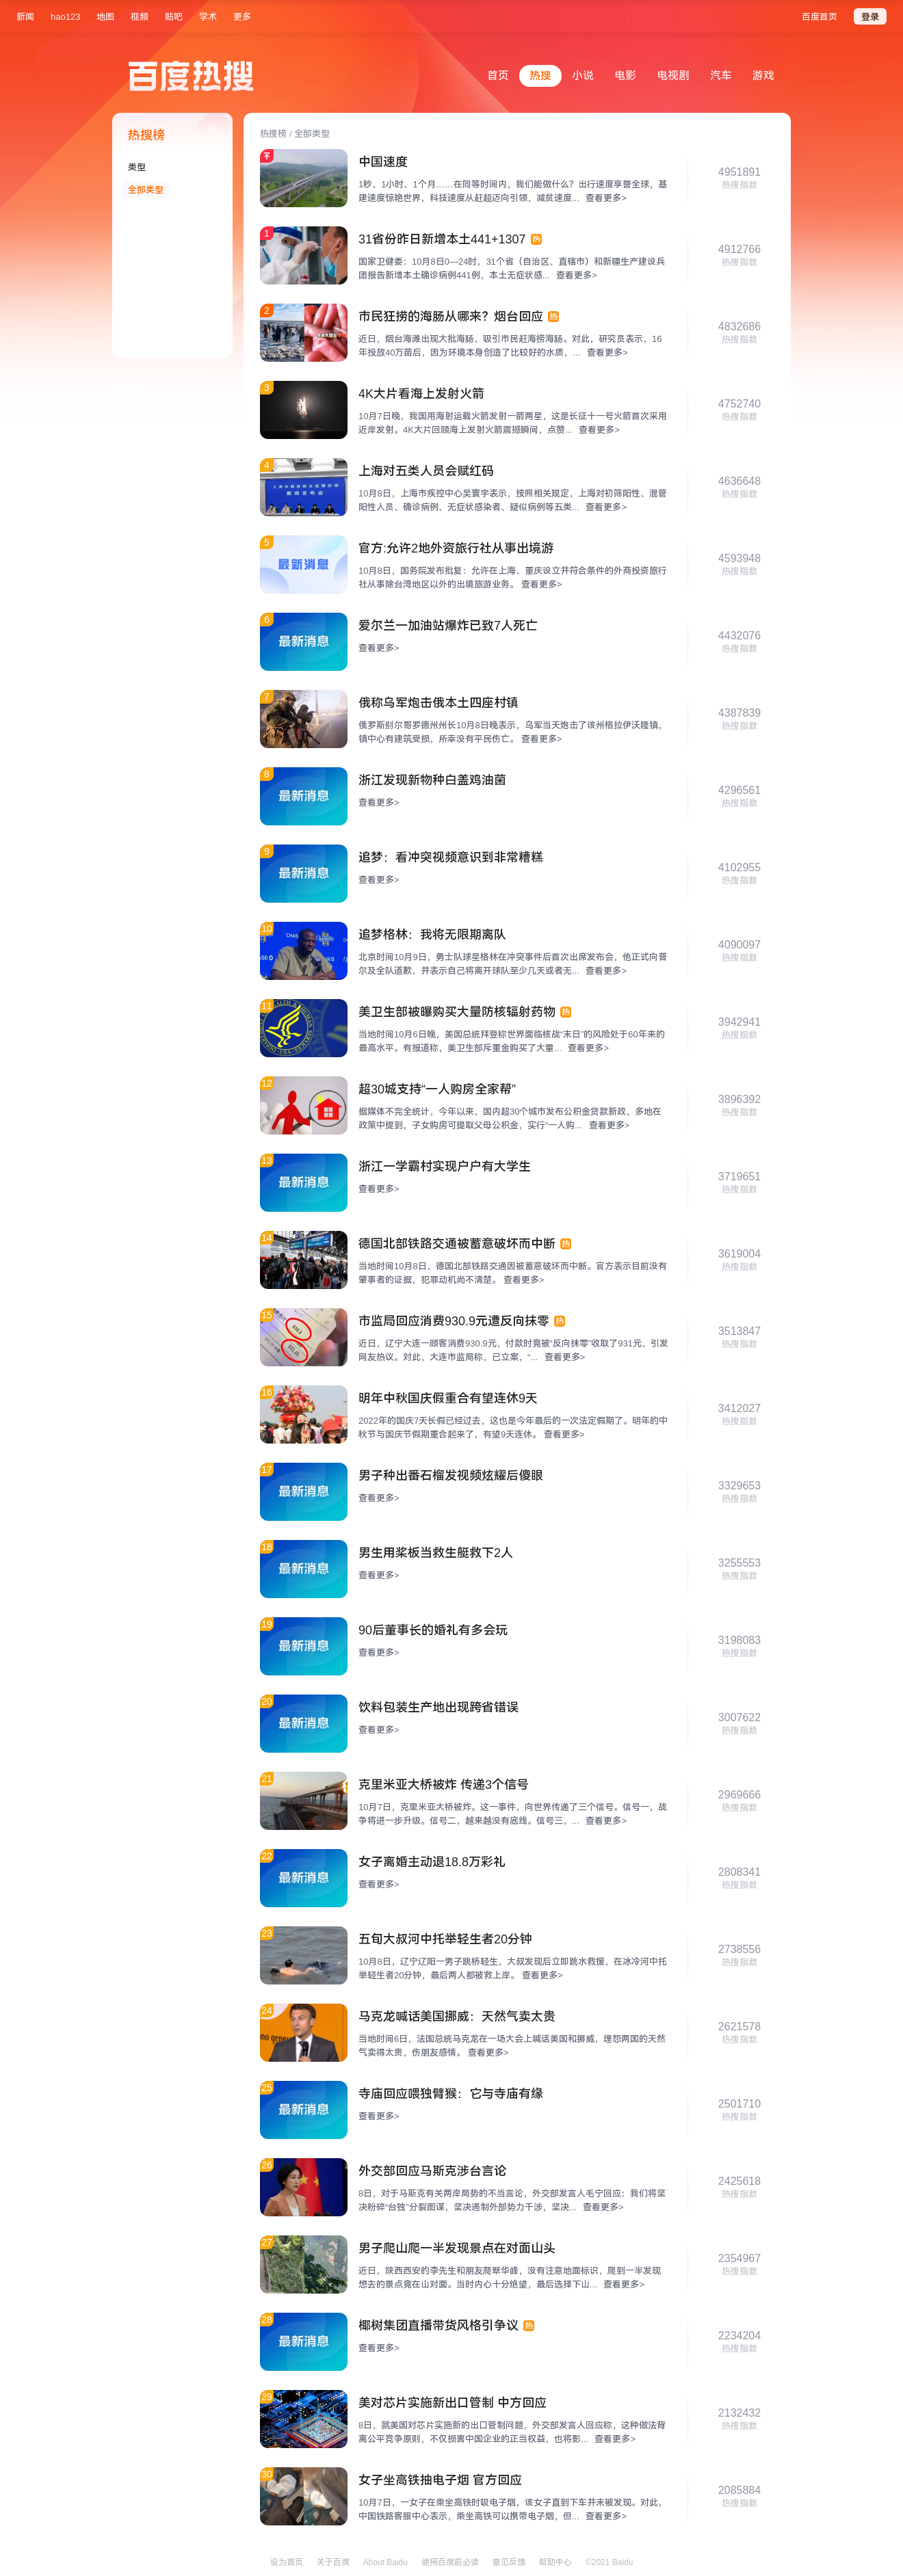 新闻 hao123 地图 视频 贴吧 学术 更多
百度首页 登录
百度热搜
首页 热搜 小说 电影 电视剧 汽车 游戏
热搜榜
类型
全部类型
热搜榜 / 全部类型
中国速度
1秒、1小时、1个月……在同等时间内，我们能做什么？出行速度享誉全球，基
建速度惊艳世界，科技速度从赶超迈向引领，减贫速度... 查看更多>
4951891
热搜指数
1
31省份昨日新增本土441+1307 热
国家卫健委：10月8日0—24时，31个省（自治区、直辖市）和新疆生产建设兵
团报告新增本土确诊病例441例，本土无症状感... 查看更多>
4912766
热搜指数
2
市民狂捞的海肠从哪来？烟台回应 热
近日，烟台海滩出现大批海肠，吸引市民赶海捞海肠。对此，研究员表示，16
年投放40万苗后，因为环境本身创造了比较好的水质，... 查看更多>
4832686
热搜指数
3
4K大片看海上发射火箭
10月7日晚，我国用海射运载火箭发射一箭两星，这是长征十一号火箭首次采用
近岸发射。4K大片回顾海上发射火箭震撼瞬间，点赞... 查看更多>
4752740
热搜指数
4
新闻发布会
上海对五类人员会赋红码
10月8日，上海市疾控中心吴寰宇表示，按照相关规定，上海对初筛阳性、混管
阳性人员、确诊病例、无症状感染者、疑似病例等五类... 查看更多>
4636648
热搜指数
5
最新消息
官方:允许2地外资旅行社从事出境游
10月8日，国务院发布批复：允许在上海、重庆设立并符合条件的外商投资旅行
社从事除台湾地区以外的出境旅游业务。 查看更多>
4593948
热搜指数
6
最新消息
爱尔兰一加油站爆炸已致7人死亡
查看更多>
4432076
热搜指数
7
俄称乌军炮击俄本土四座村镇
俄罗斯别尔哥罗德州州长10月8日晚表示，乌军当天炮击了该州格拉伊沃隆镇，
镇中心有建筑受损，所幸没有平民伤亡。 查看更多>
4387839
热搜指数
8
最新消息
浙江发现新物种白盖鸡油菌
查看更多>
4296561
热搜指数
9
最新消息
追梦：看冲突视频意识到非常糟糕
查看更多>
4102955
热搜指数
10
追梦格林：我将无限期离队
北京时间10月9日，勇士队球星格林在冲突事件后首次出席发布会，他正式向普
尔及全队道歉，并表示自己将离开球队至少几天或者无... 查看更多>
4090097
热搜指数
11
美卫生部被曝购买大量防核辐射药物 热
当地时间10月6日晚，美国总统拜登称世界面临核战“末日”的风险处于60年来的
最高水平。有报道称，美卫生部斥重金购买了大量... 查看更多>
3942941
热搜指数
12
超30城支持“一人购房全家帮”
据媒体不完全统计，今年以来，国内超30个城市发布公积金贷款新政，多地在
政策中提到，子女购房可提取父母公积金，实行“一人购... 查看更多>
3896392
热搜指数
13
最新消息
浙江一学霸村实现户户有大学生
查看更多>
3719651
热搜指数
14
德国北部铁路交通被蓄意破坏而中断 热
当地时间10月8日，德国北部铁路交通因被蓄意破坏而中断。官方表示目前没有
肇事者的证据，犯罪动机尚不清楚。 查看更多>
3619004
热搜指数
15
市监局回应消费930.9元遭反向抹零 热
近日，辽宁大连一顾客消费930.9元，付款时竟被“反向抹零”收取了931元，引发
网友热议。对此，大连市监局称，已立案，“... 查看更多>
3513847
热搜指数
16
明年中秋国庆假重合有望连休9天
2022年的国庆7天长假已经过去，这也是今年最后的一次法定假期了。明年的中
秋节与国庆节假期重合起来了，有望9天连休。 查看更多>
3412027
热搜指数
17
最新消息
男子种出番石榴发视频炫耀后傻眼
查看更多>
3329653
热搜指数
18
最新消息
男生用桨板当救生艇救下2人
查看更多>
3255553
热搜指数
19
最新消息
90后董事长的婚礼有多会玩
查看更多>
3198083
热搜指数
20
最新消息
饮料包装生产地出现跨省错误
查看更多>
3007622
热搜指数
21
克里米亚大桥被炸 传递3个信号
10月7日，克里米亚大桥被炸。这一事件，向世界传递了三个信号。信号一，战
争将进一步升级。信号二，越来越没有底线。信号三，... 查看更多>
2969666
热搜指数
22
最新消息
女子离婚主动退18.8万彩礼
查看更多>
2808341
热搜指数
23
五旬大叔河中托举轻生者20分钟
10月8日，辽宁辽阳一男子跳桥轻生，大叔发现后立即跳水救援，在冰冷河中托
举轻生者20分钟，最后两人都被救上岸。 查看更多>
2738556
热搜指数
24
马克龙喊话美国挪威：天然气卖太贵
当地时间6日，法国总统马克龙在一场大会上喊话美国和挪威，埋怨两国的天然
气卖得太贵，伤朋友感情。 查看更多>
2621578
热搜指数
25
最新消息
寺庙回应喂独臂猴：它与寺庙有缘
查看更多>
2501710
热搜指数
26
外交部回应马斯克涉台言论
8日，对于马斯克有关两岸局势的不当言论，外交部发言人毛宁回应：我们将坚
决粉碎“台独”分裂图谋，坚决遏制外部势力干涉，坚决... 查看更多>
2425618
热搜指数
27
男子爬山爬一半发现景点在对面山头
近日，陕西西安的李先生和朋友爬翠华峰，没有注意地面标识，爬到一半发现
想去的景点竟在山对面。当时内心十分绝望，最后选择下山... 查看更多>
2354967
热搜指数
28
最新消息
椰树集团直播带货风格引争议 热
查看更多>
2234204
热搜指数
29
美对芯片实施新出口管制 中方回应
8日，就美国对芯片实施新的出口管制问题，外交部发言人回应称，这种做法背
离公平竞争原则，不仅损害中国企业的正当权益，也将影... 查看更多>
2132432
热搜指数
30
女子坐高铁抽电子烟 官方回应
10月7日，一女子在乘坐高铁时吸电子烟，该女子直到下车并未被发现。对此，
中国铁路客服中心表示，乘坐高铁可以携带电子烟，但... 查看更多>
2085884
热搜指数
设为首页 关于百度 About Baidu 使用百度前必读 意见反馈 帮助中心 ©2021 Baidu